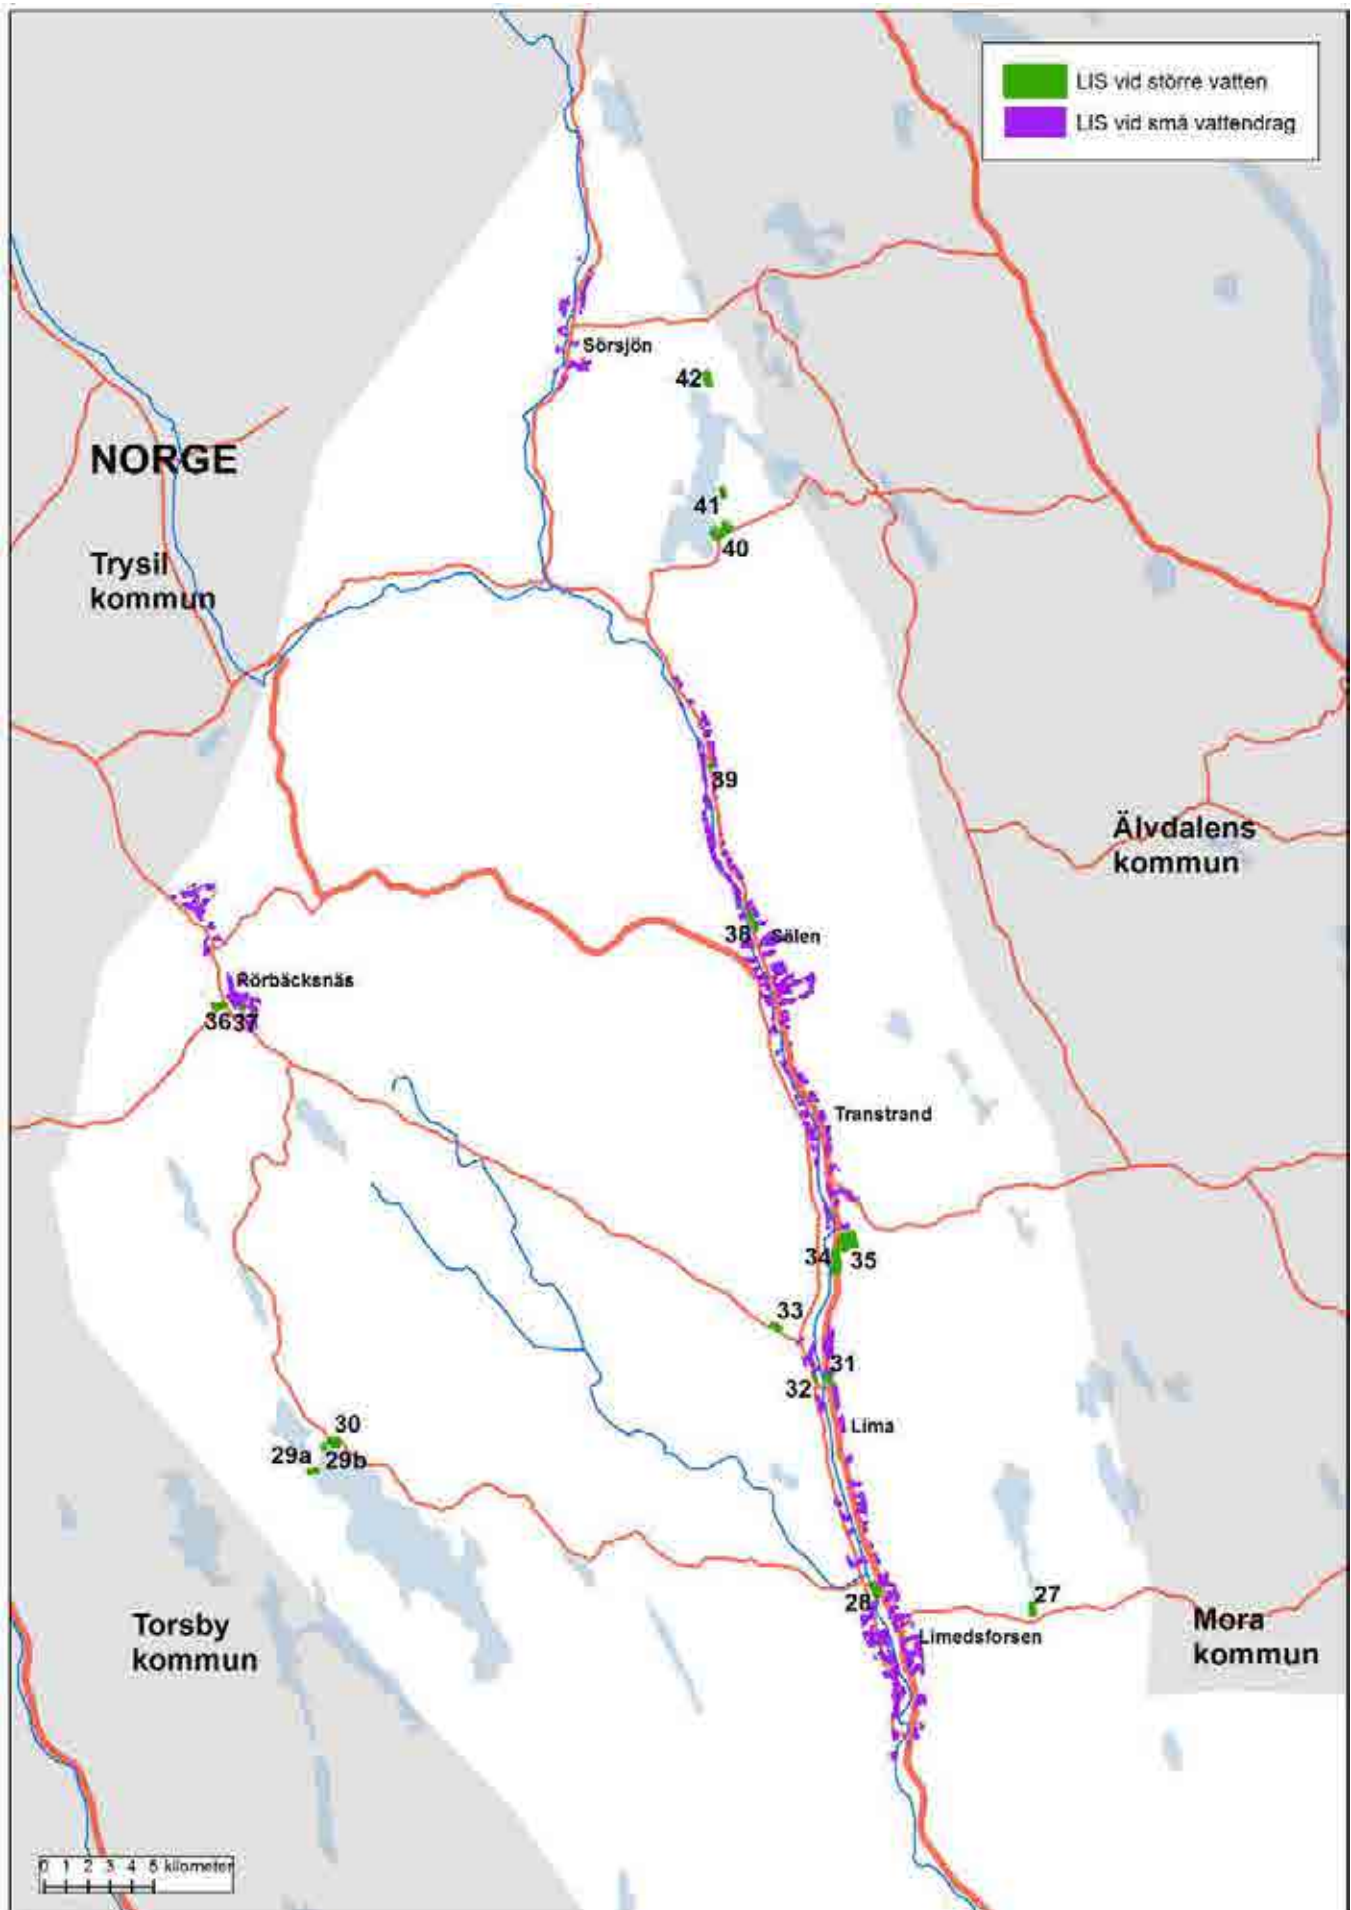 LIS vid större vatten
LIS vid små vattendrag
Sörsjön
42
NORGE
41
40
Trysil
kommun
39
Älvdalens
kommun
38
Sälen
Rörbäcksnäs
36
37
Transtrand
34
35
33
31
32
Lima
30
29a
29b
27
28
Limedsforsen
Torsby
kommun
Mora
kommun
0 1 2 3 4 5 kilometer